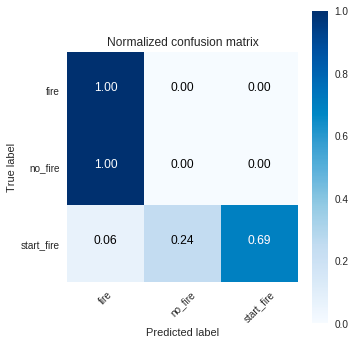 Normalized confusion matrix
1.0
fire
1.00
0.00
0.00
0.8
0.6
True label
no_fire
1.00
0.00
0.00
0.4
start_fire
0.06
0.24
0.69
0.2
0.0
fire
no_fire
start_fire
Predicted label